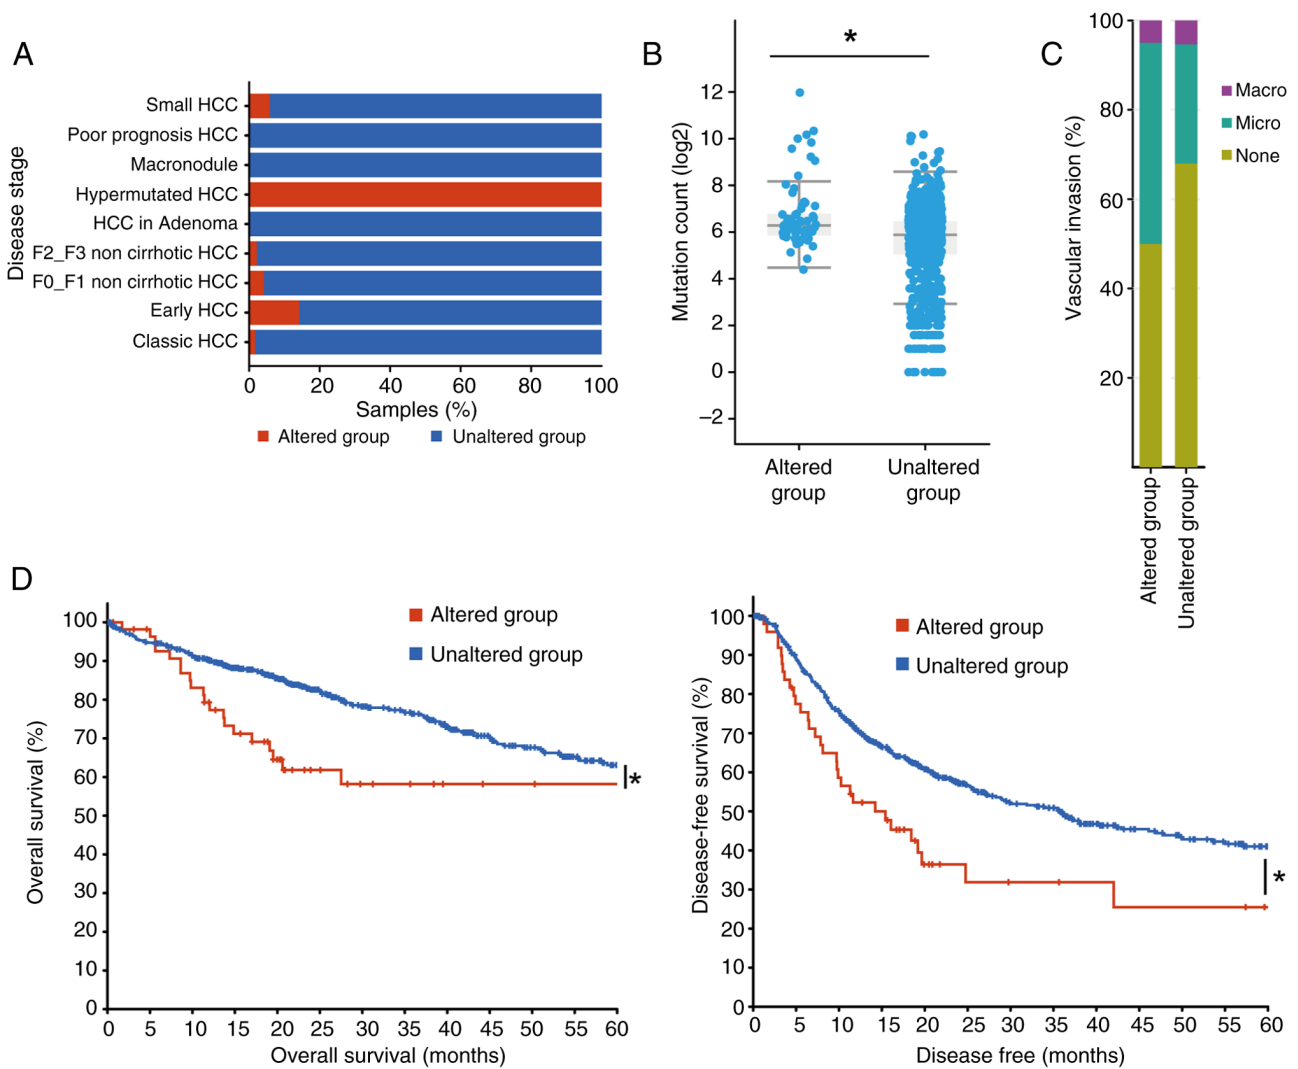 A
Disease stage
Small HCC
Poor prognosis HCC
Macronodule
Hypermutated HCC
HCC in Adenoma
F2_F3 non cirrhotic HCC
F0_F1 non cirrhotic HCC
Early HCC
Classic HCC
0 20 40 60 80 100
Samples (%)
Altered group Unaltered group
B
*
Mutation count (log2)
12
10
8
6
4
2
0
–2
Altered group
Unaltered group
C
Vascular invasion (%)
100
80
60
40
20
Macro
Micro
None
Altered group
Unaltered group
D
Overall survival (%)
100
90
80
70
60
50
40
30
20
10
0
Altered group
Unaltered group
*
0 5 10 15 20 25 30 35 40 45 50 55 60
Overall survival (months)
Disease-free survival (%)
100
90
80
70
60
50
40
30
20
10
0
Altered group
Unaltered group
*
0 5 10 15 20 25 30 35 40 45 50 55 60
Disease free (months)